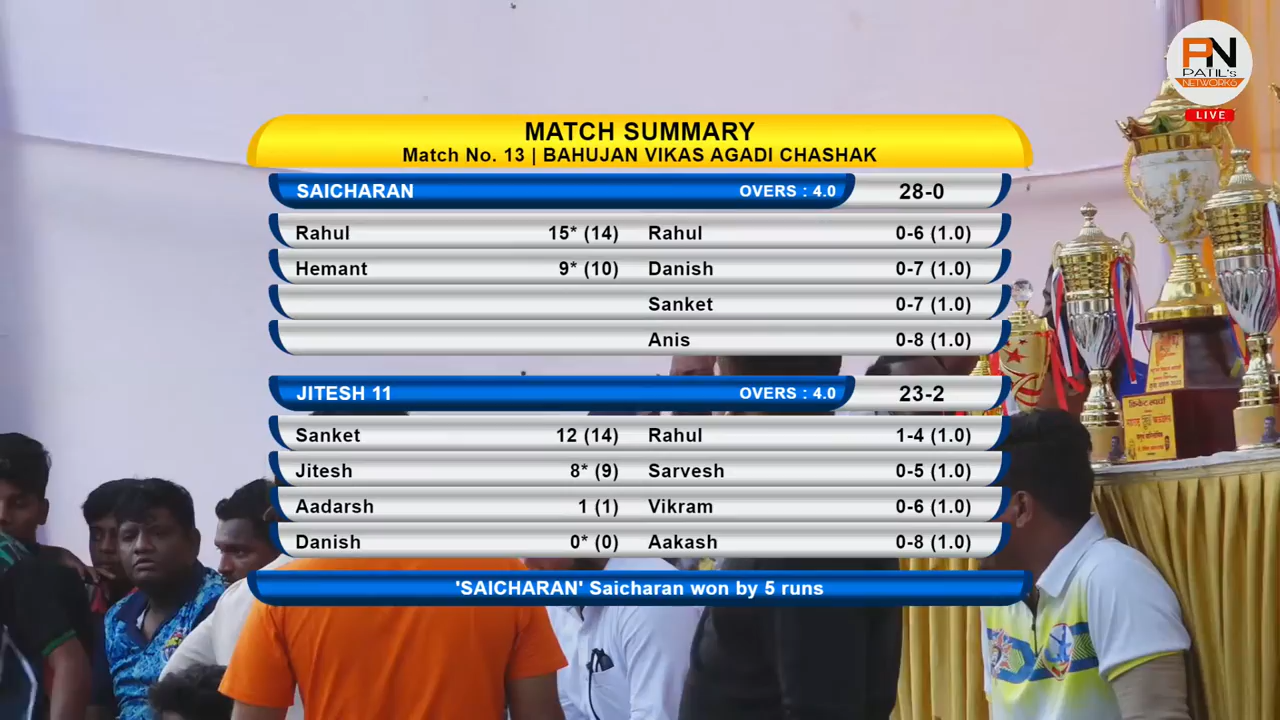 PN
PATIL's
NETWORKS
LIVE
MATCH SUMMARY
Match No. 13 | BAHUJAN VIKAS AGADI CHASHAK
SAICHARAN OVERS : 4.0 28-0
Rahul 15* (14) Rahul 0-6 (1.0)
Hemant 9* (10) Danish 0-7 (1.0)
Sanket 0-7 (1.0)
Anis 0-8 (1.0)
JITESH 11 OVERS : 4.0 23-2
Sanket 12 (14) Rahul 1-4 (1.0)
Jitesh 8* (9) Sarvesh 0-5 (1.0)
Aadarsh 1 (1) Vikram 0-6 (1.0)
Danish 0* (0) Aakash 0-8 (1.0)
'SAICHARAN' Saicharan won by 5 runs